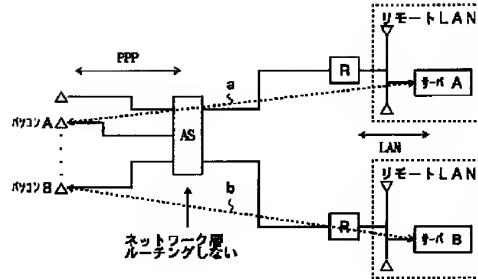 リモートLAN
PPP
a
R
サーバ A
パソコンA
AS
LAN
リモートLAN
パソコンB
b
R
サーバ B
ネットワーク層
ルーチングしない